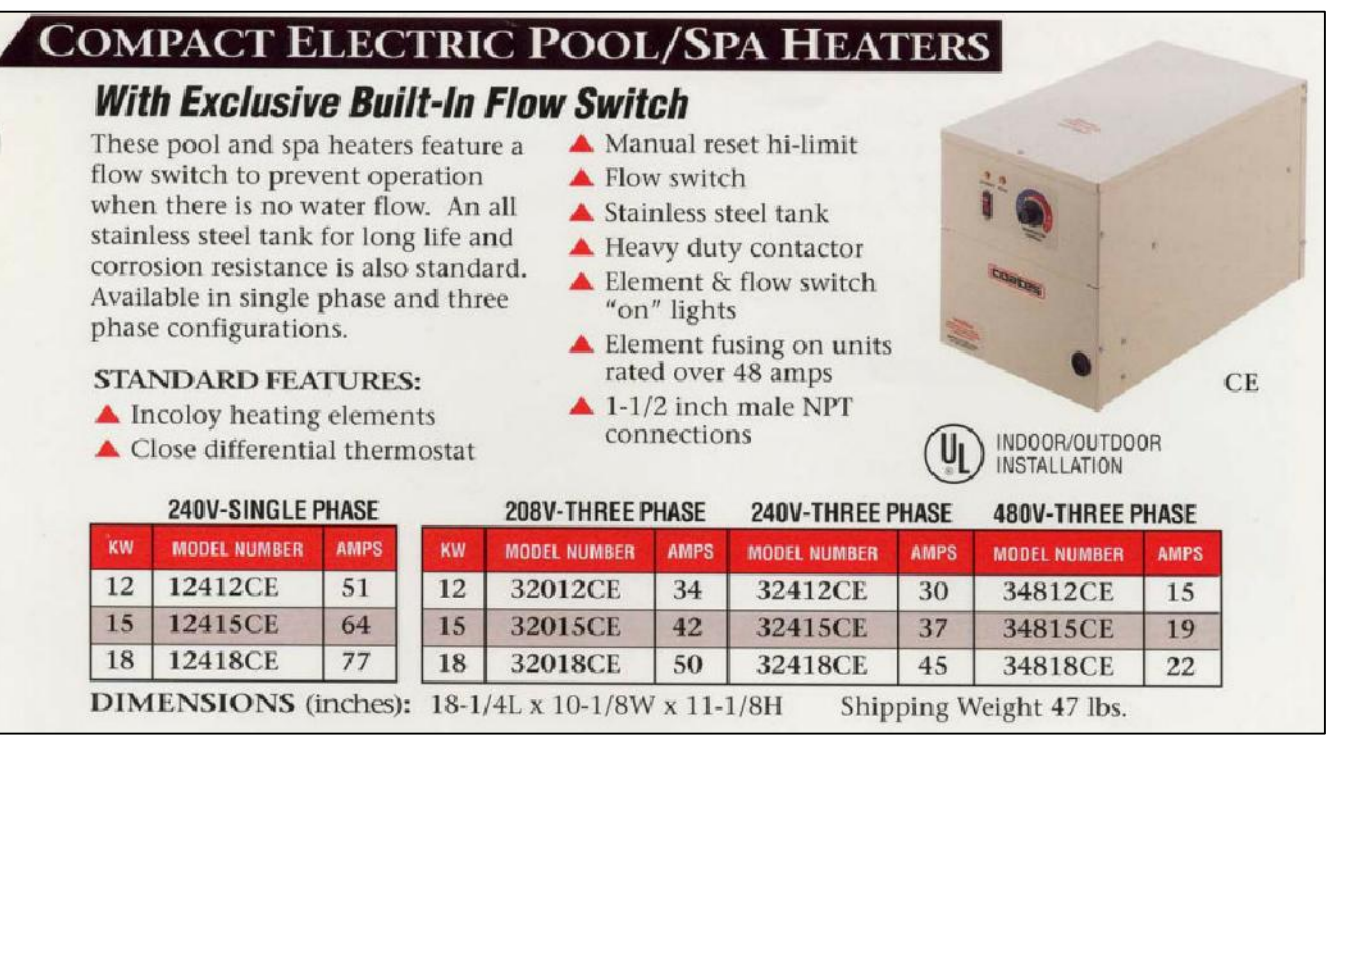 COMPACT ELECTRIC POOL/SPA HEATERS
With Exclusive Built-In Flow Switch
These pool and spa heaters feature a
flow switch to prevent operation
when there is no water flow. An all
stainless steel tank for long life and
corrosion resistance is also standard.
Available in single phase and three
phase configurations.
STANDARD FEATURES:
Incoloy heating elements
Close differential thermostat
Manual reset hi-limit
Flow switch
Stainless steel tank
Heavy duty contactor
Element & flow switch
“on” lights
Element fusing on units
rated over 48 amps
1-1/2 inch male NPT
connections
coates
CE
UL
®
INDOOR/OUTDOOR
INSTALLATION
240V-SINGLE PHASE
KW MODEL NUMBER AMPS
12 12412CE 51
15 12415CE 64
18 12418CE 77
208V-THREE PHASE 240V-THREE PHASE 480V-THREE PHASE
KW MODEL NUMBER AMPS MODEL NUMBER AMPS MODEL NUMBER AMPS
12 32012CE 34 32412CE 30 34812CE 15
15 32015CE 42 32415CE 37 34815CE 19
18 32018CE 50 32418CE 45 34818CE 22
DIMENSIONS (inches): 18-1/4L x 10-1/8W x 11-1/8H Shipping Weight 47 lbs.